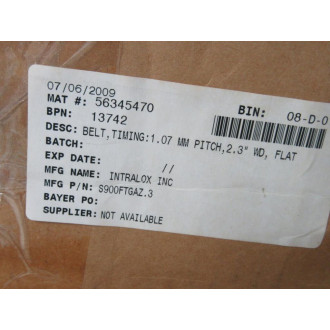 07/06/2009
MAT #: 56345470
BPN: 13742 BIN: 08-D-0
DESC: BELT,TIMING:1.07 MM PITCH,2.3" WD, FLAT
BATCH:
EXP DATE: //
MFG NAME: INTRALOX INC
MFG P/N: S900FTGAZ.3
BAYER PO:
SUPPLIER: NOT AVAILABLE